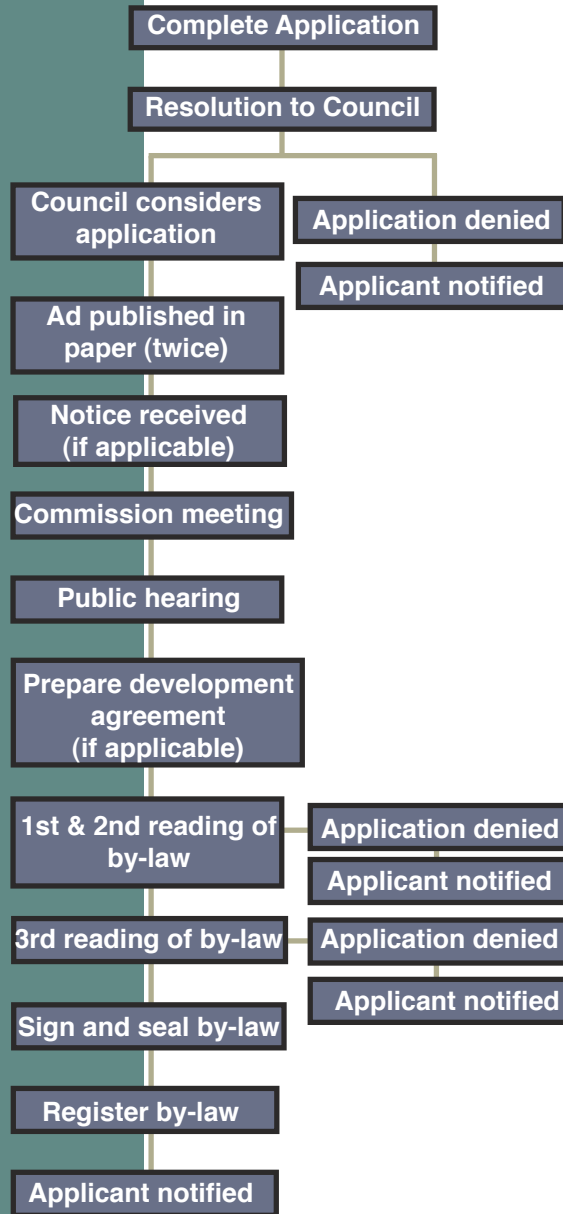 Complete Application
Resolution to Council
Council considers
application
Application denied
Applicant notified
Ad published in
paper (twice)
Notice received
(if applicable)
Commission meeting
Public hearing
Prepare development
agreement
(if applicable)
1st & 2nd reading of
by-law
Application denied
Applicant notified
3rd reading of by-law
Application denied
Applicant notified
Sign and seal by-law
Register by-law
Applicant notified